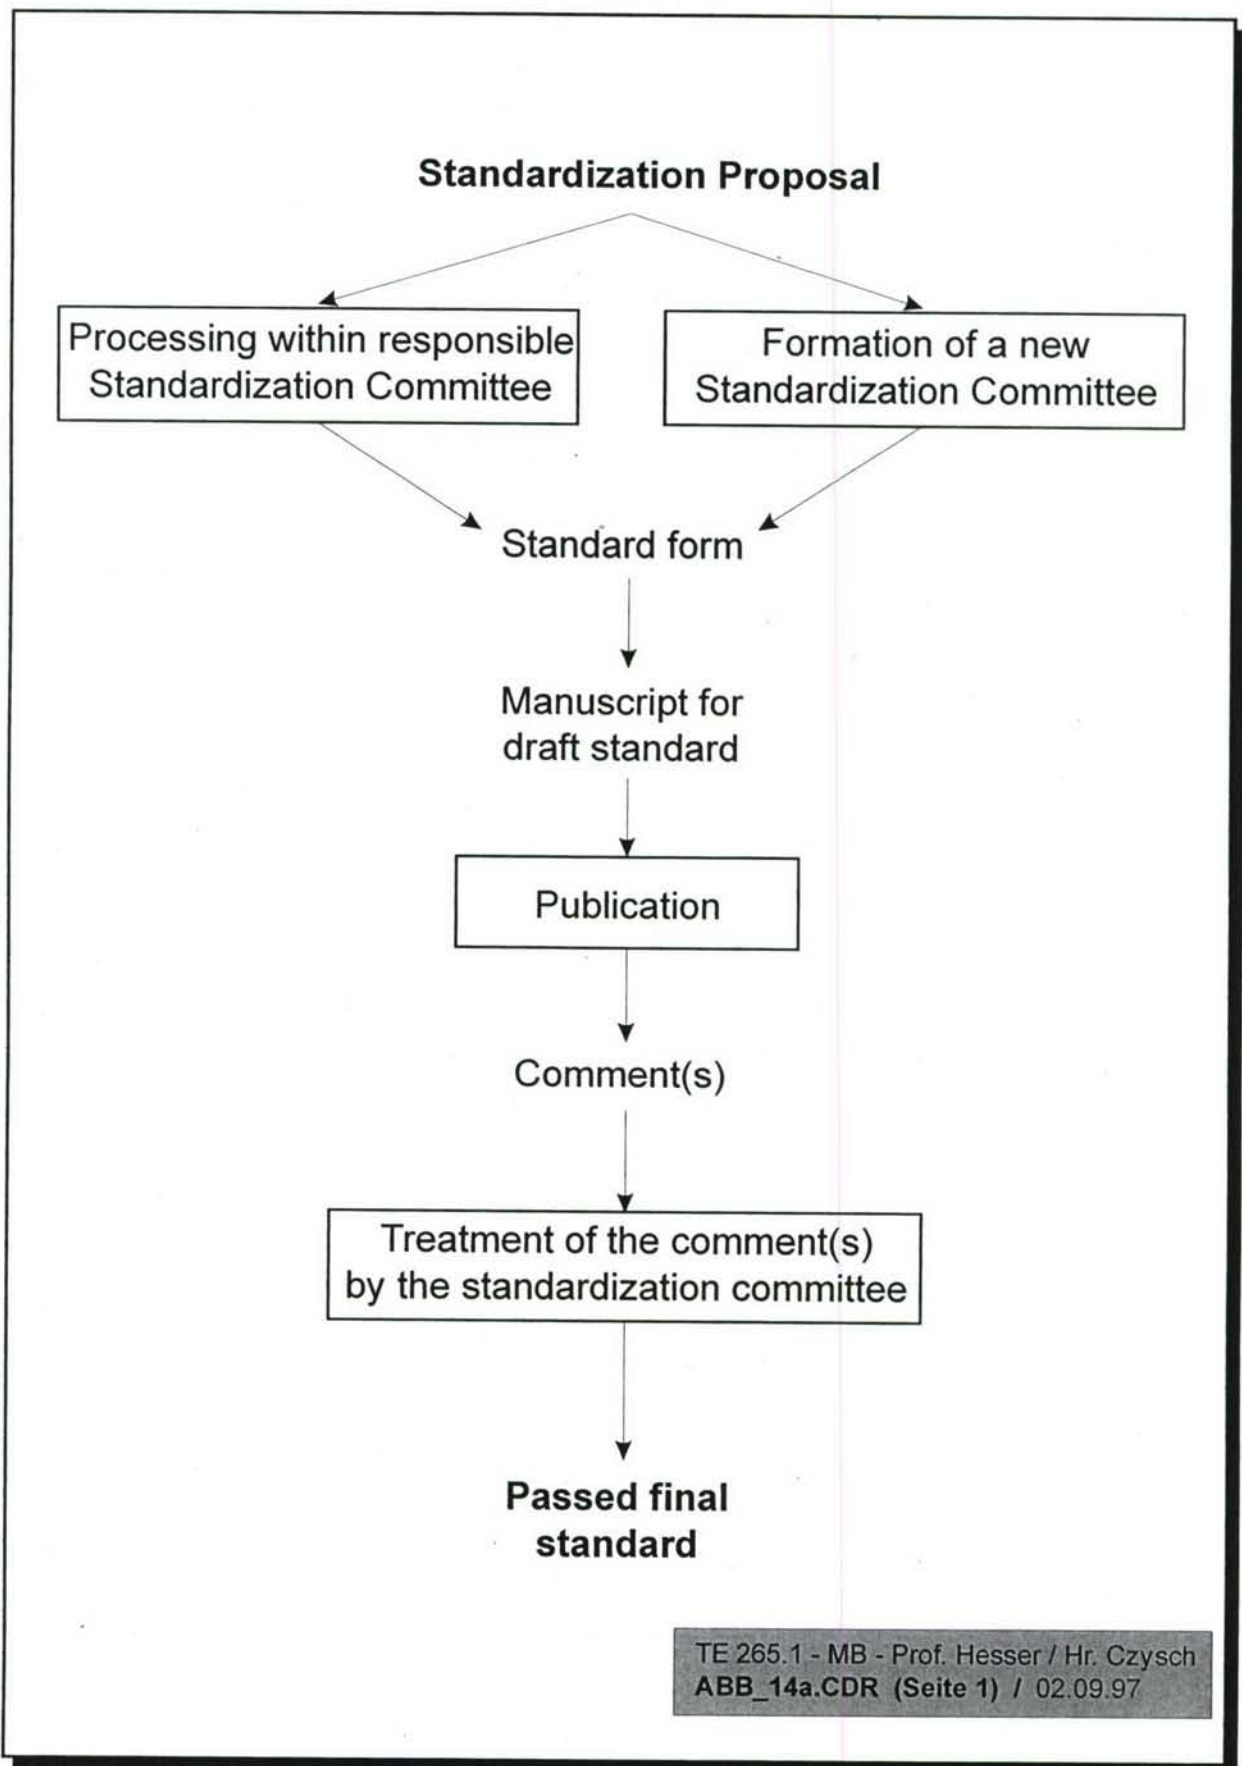 Standardization Proposal
Processing within responsible
Standardization Committee
Formation of a new
Standardization Committee
Standard form
Manuscript for
draft standard
Publication
Comment(s)
Treatment of the comment(s)
by the standardization committee
Passed final
standard
TE 265.1 - MB - Prof. Hesser / Hr. Czysch
ABB_14a.CDR (Seite 1) / 02.09.97